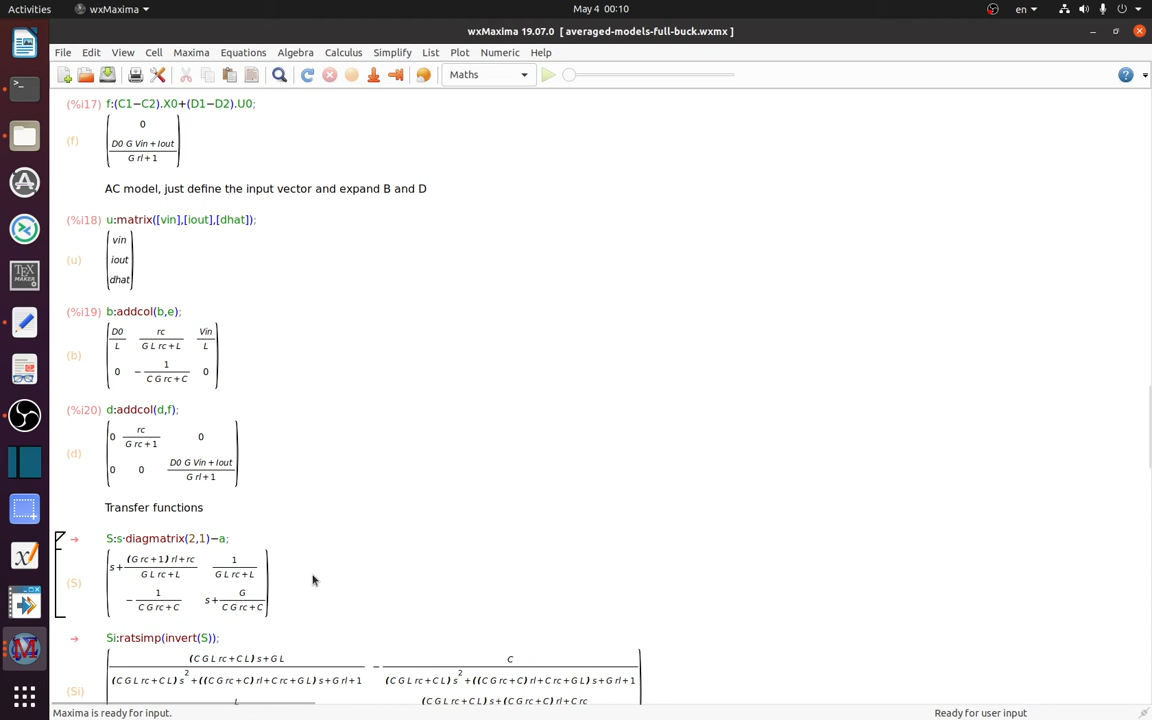 Activities wxMaxima May 4 00:10 en
wxMaxima 19.07.0 [ averaged-models-full-buck.wxmx ]
File Edit View Cell Maxima Equations Algebra Calculus Simplify List Plot Numeric Help
Maths
(%i17) f:(C1−C2).X0+(D1−D2).U0;
0
(f) D0 G Vin+Iout
G rl+1
AC model, just define the input vector and expand B and D
(%i18) u:matrix([vin],[iout],[dhat]);
vin
(u) iout
dhat
(%i19) b:addcol(b,e);
D0 rc Vin
L G L rc+L L
(b)
0 − 1 0
C G rc+C
(%i20) d:addcol(d,f);
0 rc 0
G rc+1
(d)
0 0 D0 G Vin+Iout
G rl+1
Transfer functions
→ S:s·diagmatrix(2,1)−a;
s+ (G rc+1) rl+rc 1
G L rc+L G L rc+L
(S)
− 1 s+ G
C G rc+C C G rc+C
→ Si:ratsimp(invert(S));
(C G L rc+C L) s+G L − C
(C G L rc+C L) s2+((C G rc+C) rl+C rc+G L) s+G rl+1 (C G L rc+C L) s2+((C G rc+C) rl+C rc+G L) s+G rl+1
(Si)
L (C G L rc+C L) s+(C G rc+C) rl+C rc
Maxima is ready for input. Ready for user input